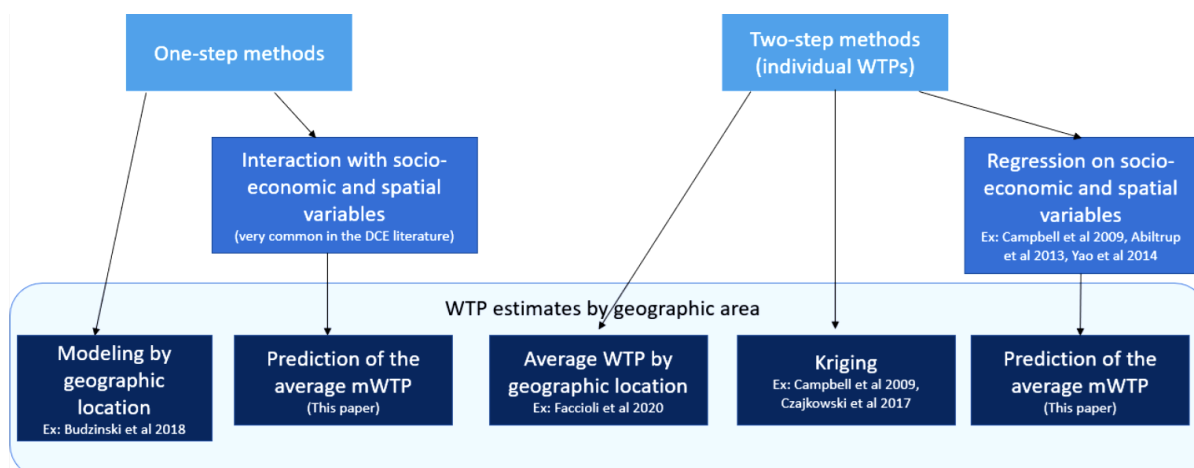 One-step methods
Two-step methods
(individual WTPs)
Interaction with socio-
economic and spatial
variables
(very common in the DCE literature)
Regression on socio-
economic and spatial
variables
Ex: Campbell et al 2009, Abiltrup
et al 2013, Yao et al 2014
WTP estimates by geographic area
Modeling by
geographic
location
Ex: Budzinski et al 2018
Prediction of the
average mWTP
(This paper)
Average WTP by
geographic location
Ex: Faccioli et al 2020
Kriging
Ex: Campbell et al 2009,
Czajkowski et al 2017
Prediction of the
average mWTP
(This paper)